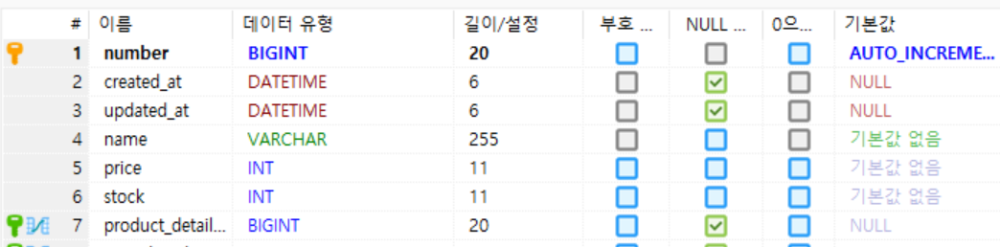 # 이름 데이터 유형 길이/설정 부호 ... NULL ... 0으... 기본값
1 number BIGINT 20 AUTO_INCREME...
2 created_at DATETIME 6 NULL
3 updated_at DATETIME 6 NULL
4 name VARCHAR 255 기본값 없음
5 price INT 11 기본값 없음
6 stock INT 11 기본값 없음
7 product_detail... BIGINT 20 NULL